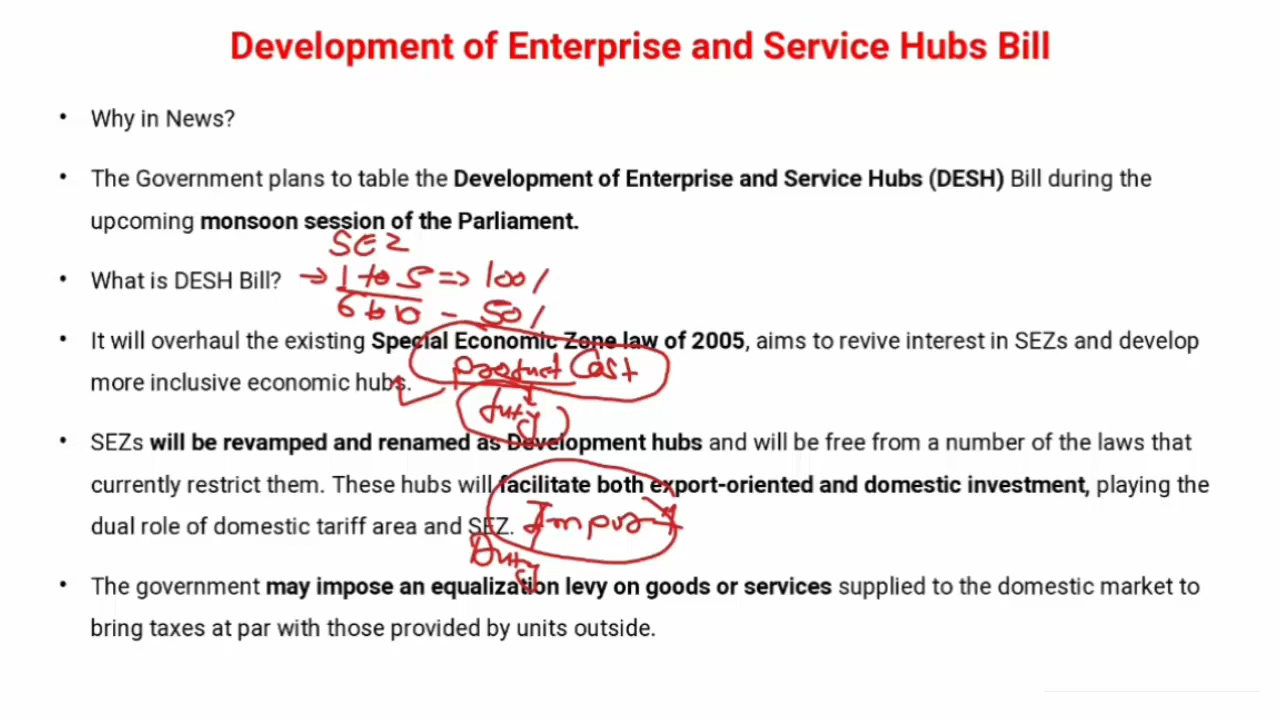 Development of Enterprise and Service Hubs Bill
• Why in News?
• The Government plans to table the Development of Enterprise and Service Hubs (DESH) Bill during the
upcoming monsoon session of the Parliament.
SEZ
• What is DESH Bill? → 1 to 5 => 100%
6 to 10 - 50%
• It will overhaul the existing Special Economic Zone law of 2005, aims to revive interest in SEZs and develop
product Cost
more inclusive economic hubs.
duty
• SEZs will be revamped and renamed as Development hubs and will be free from a number of the laws that
currently restrict them. These hubs will facilitate both export-oriented and domestic investment, playing the
dual role of domestic tariff area and SEZ. Import
Duty
• The government may impose an equalization levy on goods or services supplied to the domestic market to
bring taxes at par with those provided by units outside.